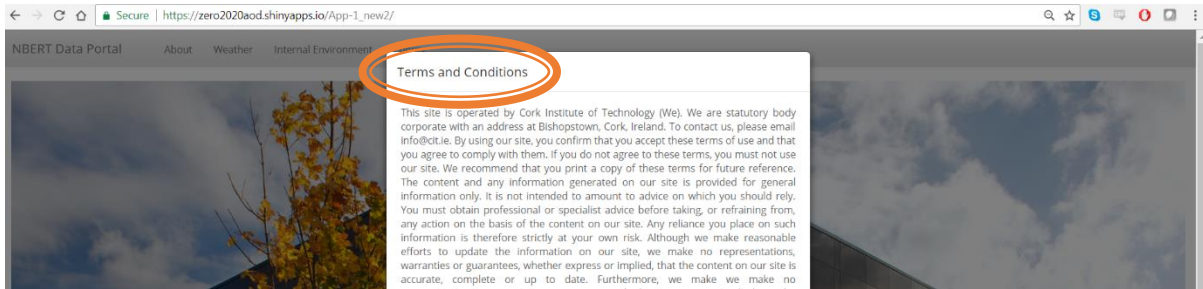 Secure | https://zero2020aod.shinyapps.io/App-1_new2/
NBERT Data Portal About Weather Internal Environment
Terms and Conditions
This site is operated by Cork Institute of Technology (We). We are statutory body
corporate with an address at Bishopstown, Cork, Ireland. To contact us, please email
Info@cit.ie. By using our site, you confirm that you accept these terms of use and that
you agree to comply with them. If you do not agree to these terms, you must not use
our site. We recommend that you print a copy of these terms for future reference.
The content and any information generated on our site is provided for general
information only. It is not intended to amount to advice on which you should rely.
You must obtain professional or specialist advice before taking, or refraining from,
any action on the basis of the content on our site. Any reliance you place on such
information is therefore strictly at your own risk. Although we make reasonable
efforts to update the information on our site, we make no representations,
warranties or guarantees, whether express or implied, that the content on our site is
accurate, complete or up to date. Furthermore, we make we make no